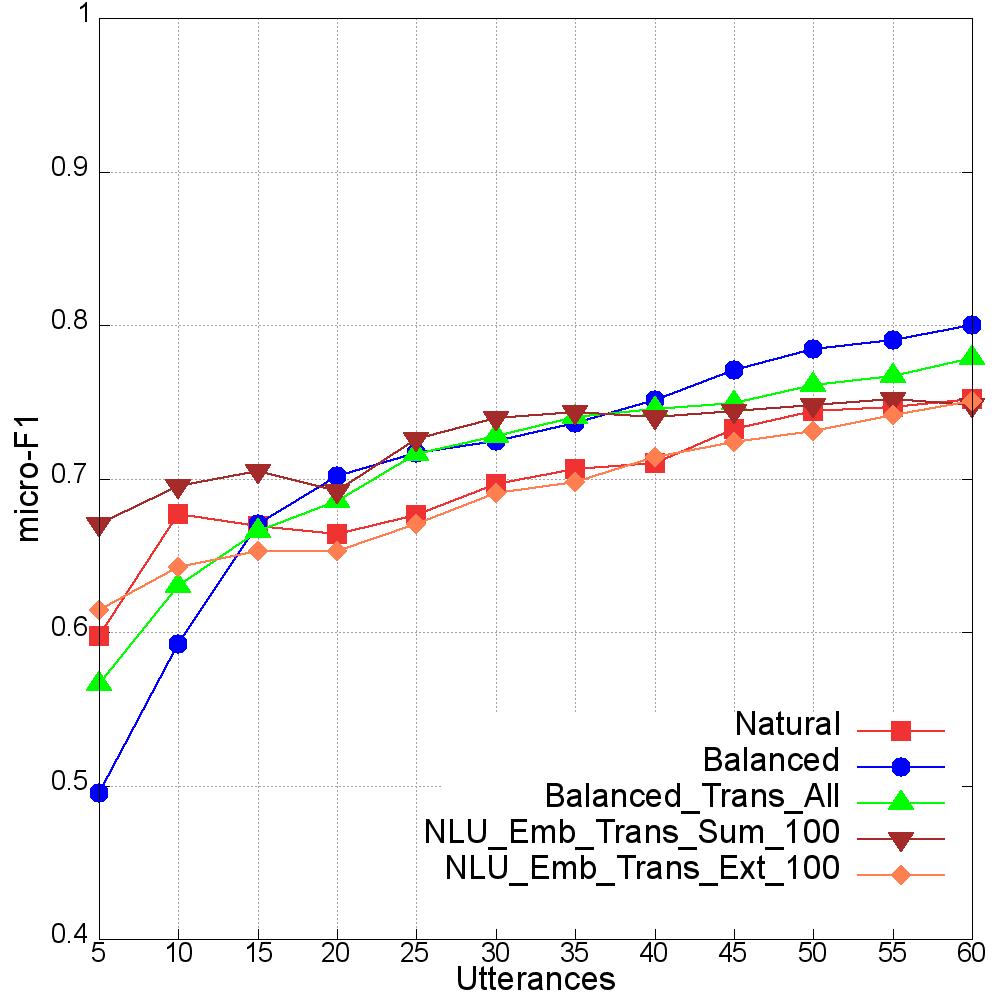 1
0.9
0.8
0.7
0.6
0.5
0.4
micro-F1
Natural
Balanced
Balanced_Trans_All
NLU_Emb_Trans_Sum_100
NLU_Emb_Trans_Ext_100
5 10 15 20 25 30 35 40 45 50 55 60
Utterances